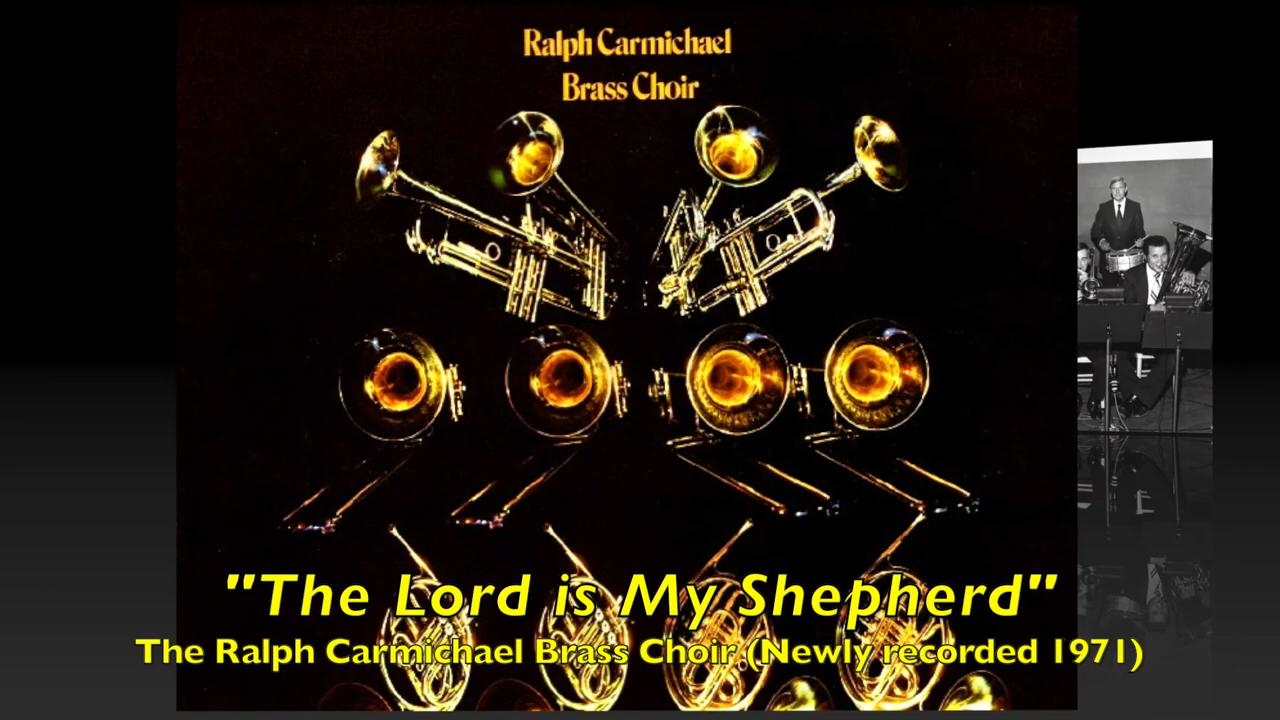 Ralph Carmichael
Brass Choir
"The Lord is My Shepherd"
The Ralph Carmichael Brass Choir (Newly recorded 1971)